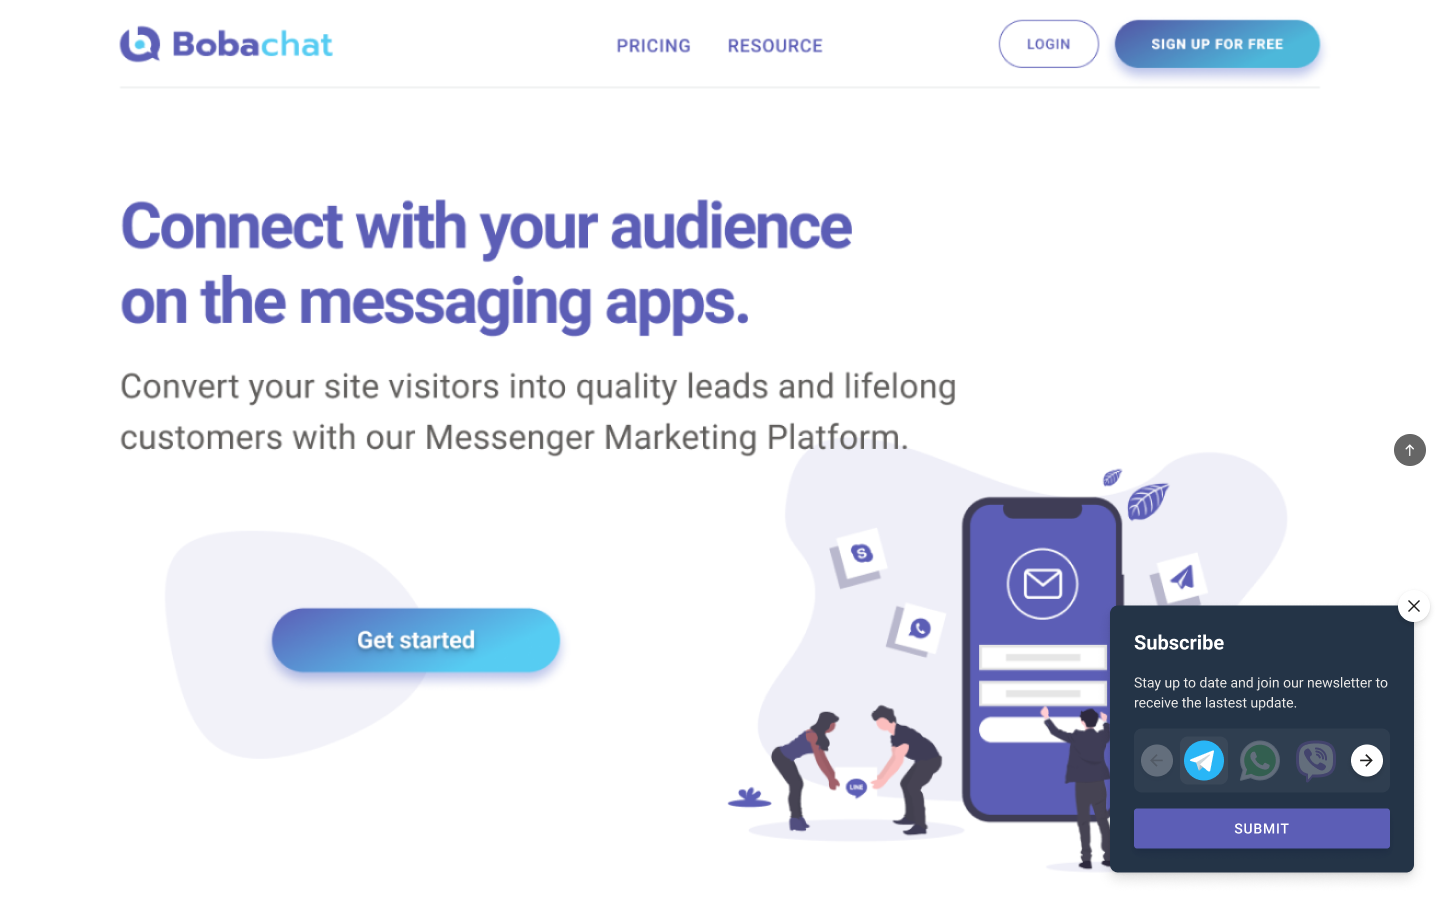 Bobachat
PRICING
RESOURCE
LOGIN
SIGN UP FOR FREE
Connect with your audience
on the messaging apps.
Convert your site visitors into quality leads and lifelong
customers with our Messenger Marketing Platform.
Get started
S
LINE
Subscribe
Stay up to date and join our newsletter to
receive the lastest update.
SUBMIT